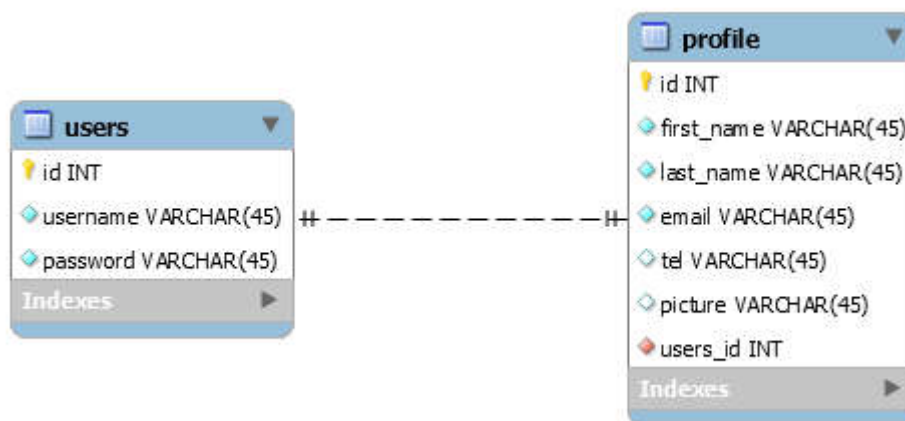 users
id INT
username VARCHAR(45)
password VARCHAR(45)
Indexes
profile
id INT
first_name VARCHAR(45)
last_name VARCHAR(45)
email VARCHAR(45)
tel VARCHAR(45)
picture VARCHAR(45)
users_id INT
Indexes